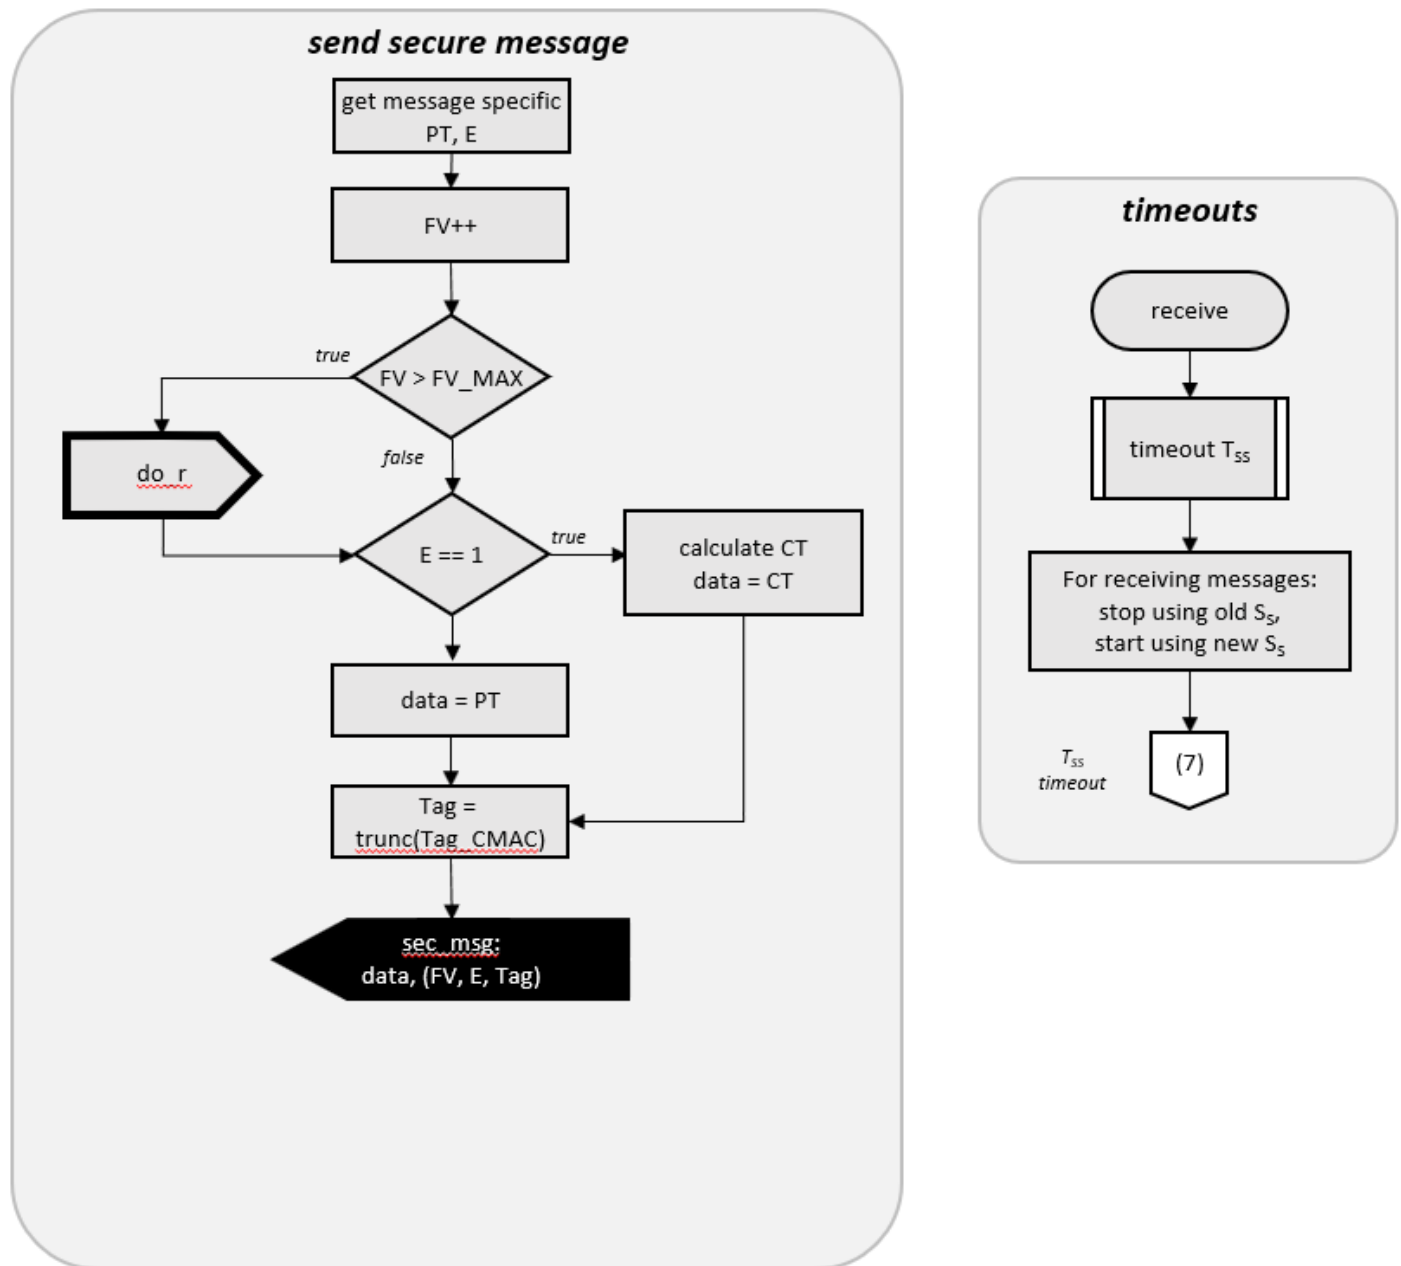 send secure message
get message specific
PT, E
FV++
true
FV > FV_MAX
do_r
false
E == 1
true
calculate CT
data = CT
data = PT
Tag =
trunc(Tag_CMAC)
sec_msg:
data, (FV, E, Tag)
timeouts
receive
timeout Tss
For receiving messages:
stop using old Ss,
start using new Ss
Tss
timeout
(7)